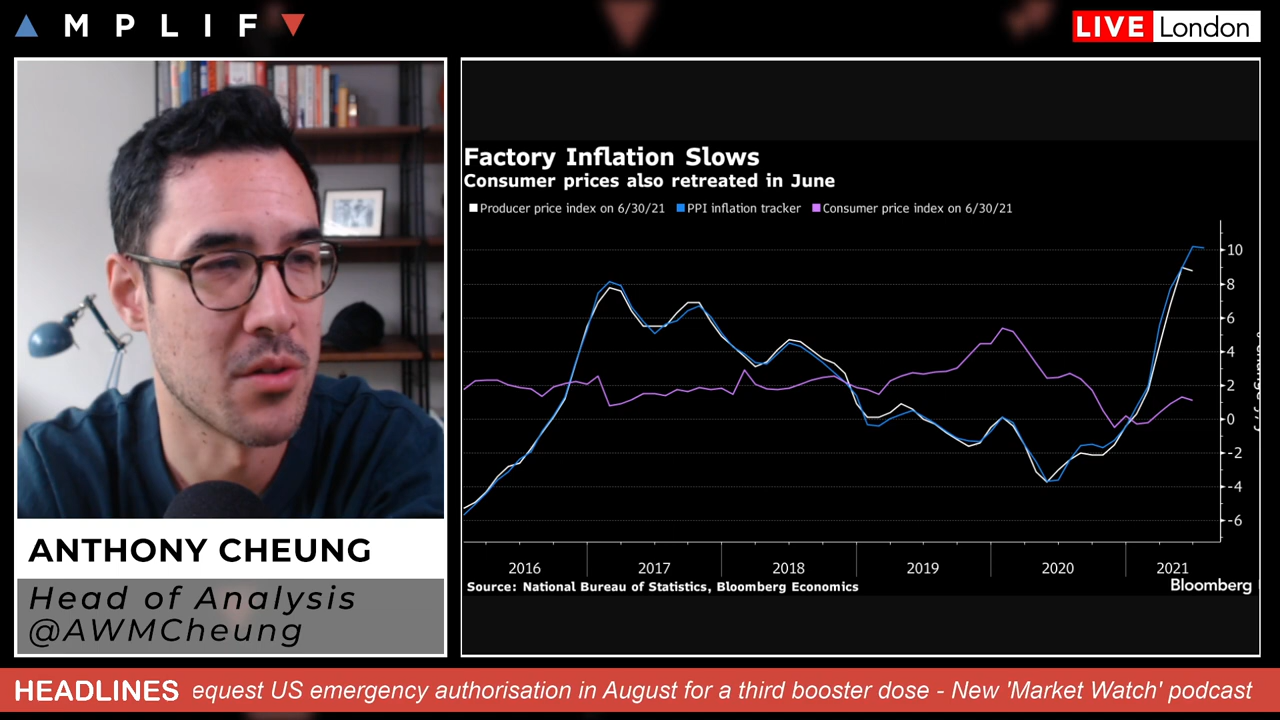 MPLIF
LIVE London
Factory Inflation Slows
Consumer prices also retreated in June
Producer price index on 6/30/21 PPI inflation tracker Consumer price index on 6/30/21
10
8
6
4
2
0
-2
-4
-6
2016 2017 2018 2019 2020 2021
Source: National Bureau of Statistics, Bloomberg Economics
Bloomberg
ANTHONY CHEUNG
Head of Analysis
@AWMCheung
HEADLINES equest US emergency authorisation in August for a third booster dose - New 'Market Watch' podcast